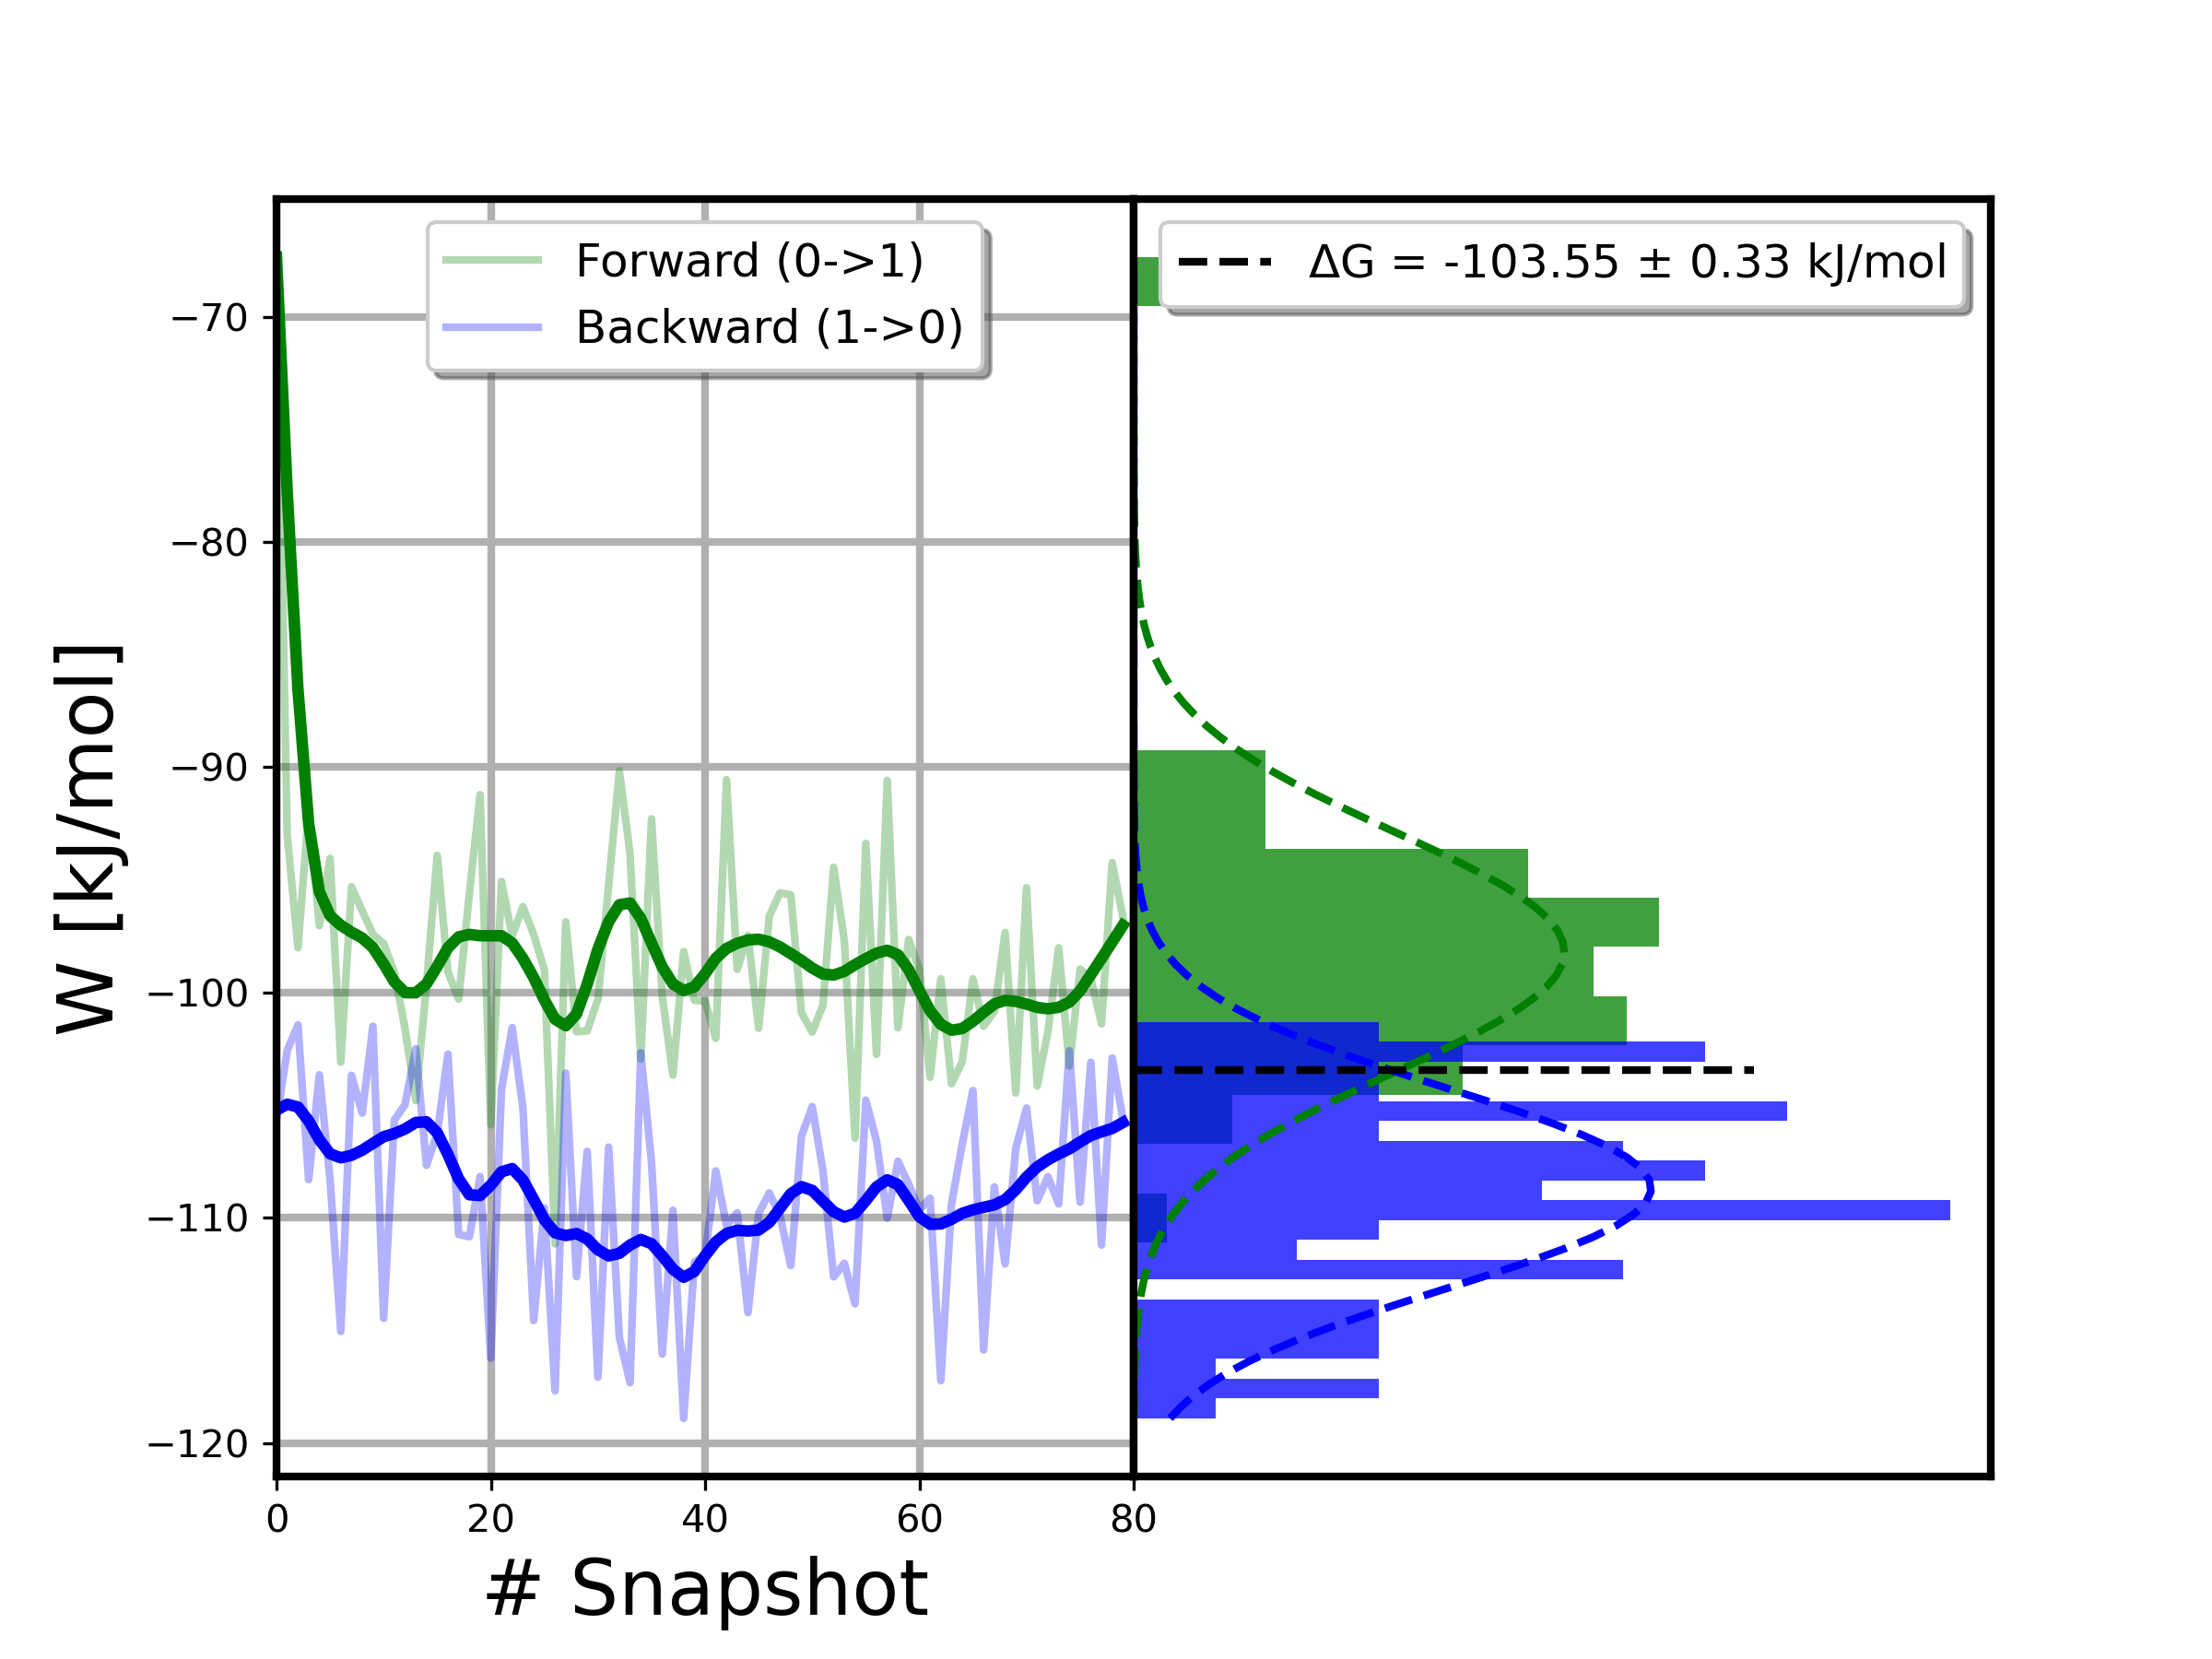 Forward (0->1)
Backward (1->0)
ΔG = -103.55 ± 0.33 kJ/mol
W [kJ/mol]
−70
−80
−90
−100
−110
−120
0 20 40 60 80
# Snapshot